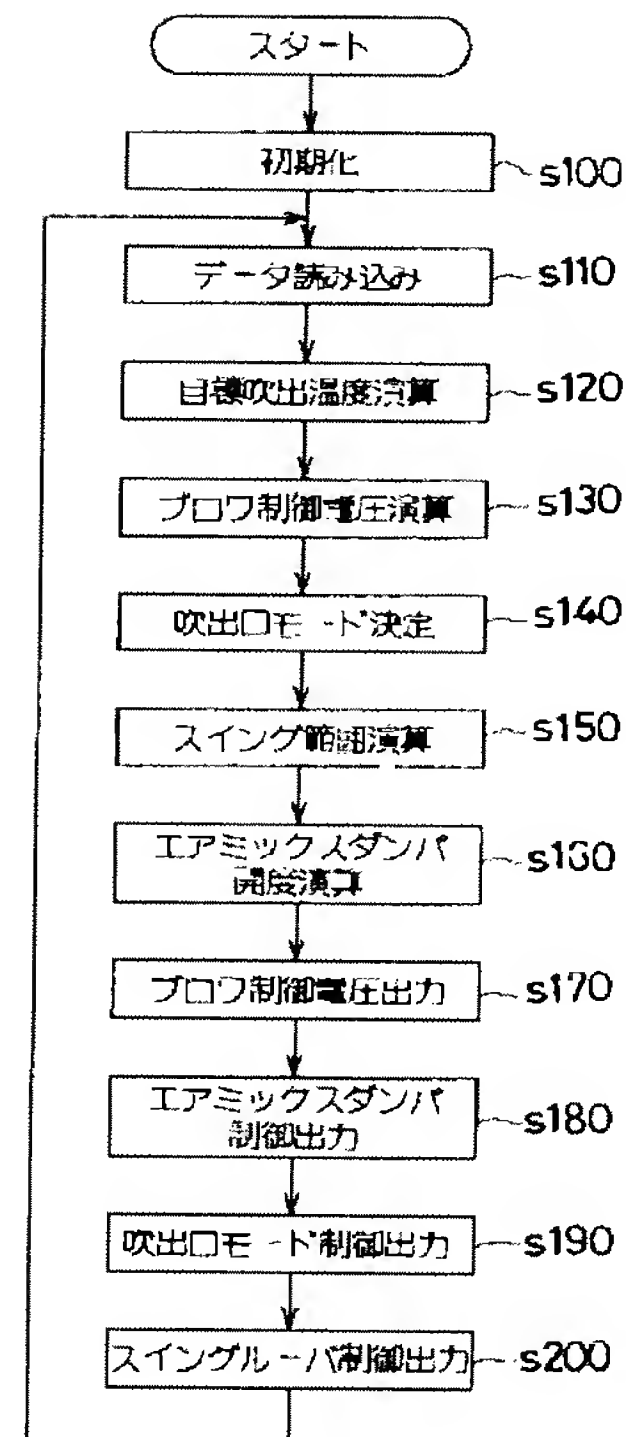 スタート
初期化 s100
データ読み込み s110
目標吹出温度演算 s120
ブロワ制御電圧演算 s130
吹出口モード決定 s140
スイング範囲演算 s150
エアミックスダンパ
開度演算 s160
ブロワ制御電圧出力 s170
エアミックスダンパ
制御出力 s180
吹出口モード制御出力 s190
スイングルーバ制御出力 s200